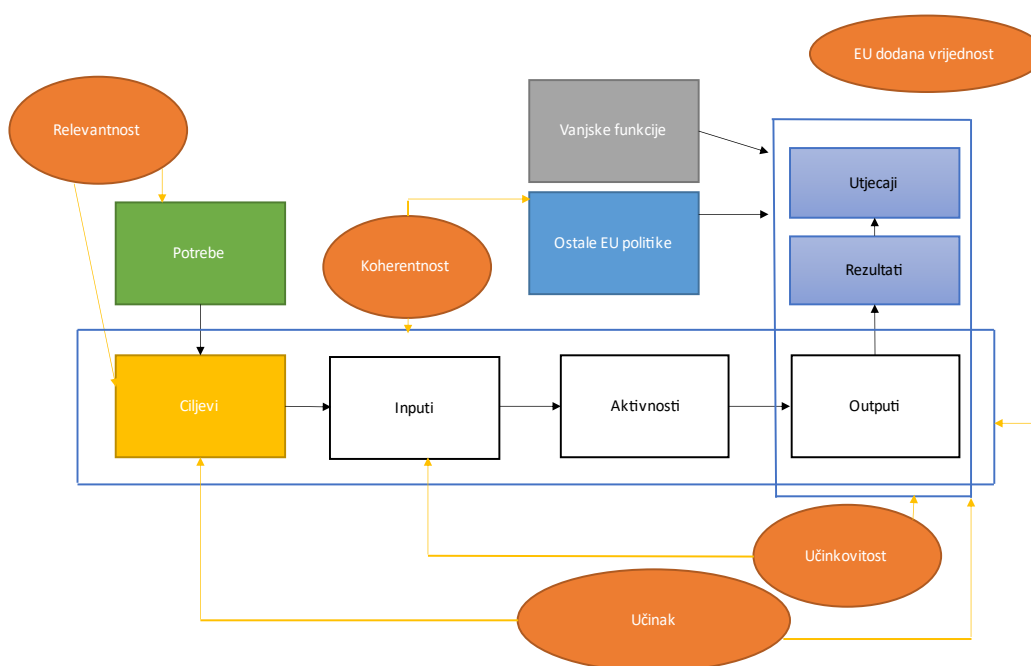 EU dodana vrijednost
Relevantnost
Vanjske funkcije
Utjecaji
Potrebe
Koherentnost
Ostale EU politike
Rezultati
Ciljevi
Inputi
Aktivnosti
Outputi
Učinkovitost
Učinak